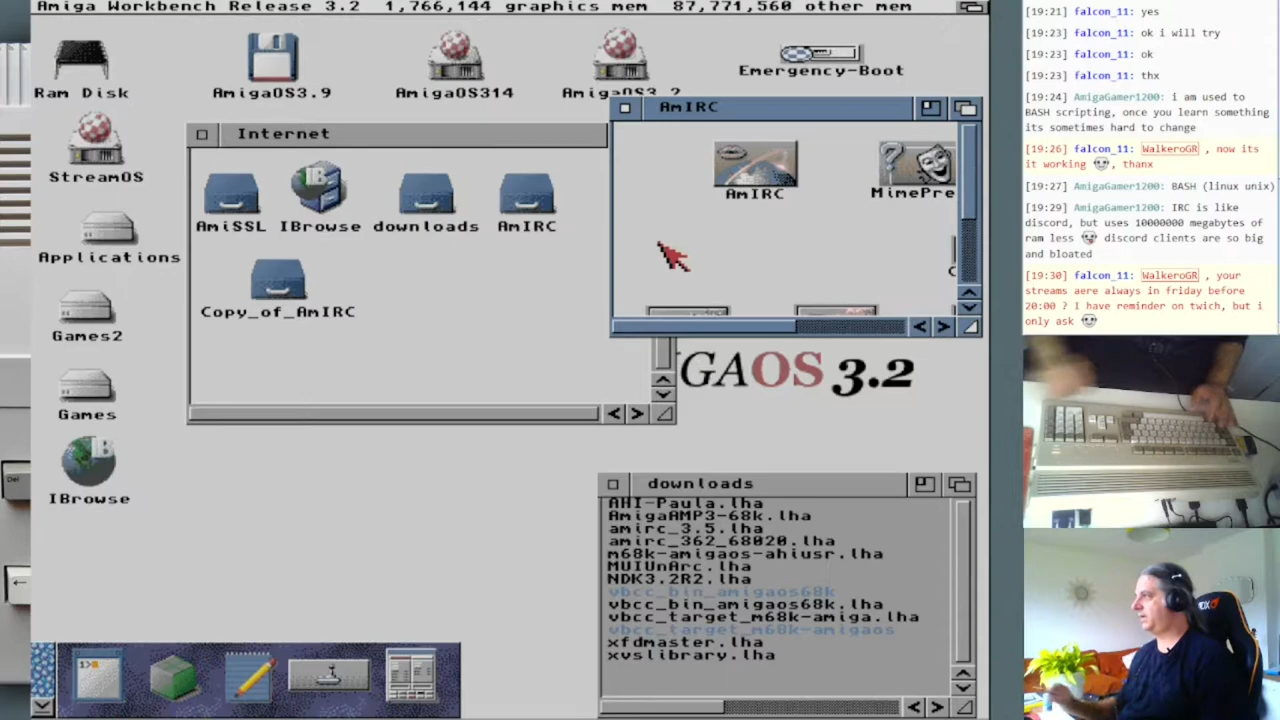 Amiga Workbench Release 3.2  1,766,144 graphics mem  87,771,560 other mem
Ram Disk
AmigaOS3.9
AmigaOS314
AmigaOS3.2
Emergency-Boot
StreamOS
Applications
Games2
Games
IBrowse
Internet
AmiSSL
IBrowse
downloads
AmIRC
Copy_of_AmIRC
AmIRC
AmIRC
MimePre
GAOS 3.2
downloads
AHI-Paula.lha
AmigaAMP3-68k.lha
amirc_3.5.lha
amirc_362_68020.lha
m68k-amigaos-ahiusr.lha
MUIUnArc.lha
NDK3.2R2.lha
vbcc_bin_amigaos68k
vbcc_bin_amigaos68k.lha
vbcc_target_m68k-amiga.lha
vbcc_target_m68k-amigaos
xfdmaster.lha
xvslibrary.lha
Del
[19:21] falcon_11: yes
[19:23] falcon_11: ok i will try
[19:23] falcon_11: ok
[19:23] falcon_11: thx
[19:24] AmigaGamer1200: i am used to
BASH scripting, once you learn something
its sometimes hard to change
[19:26] falcon_11: WalkeroGR , now its
it working , thanx
[19:27] AmigaGamer1200: BASH (linux unix)
[19:29] AmigaGamer1200: IRC is like
discord, but uses 10000000 megabytes of
ram less discord clients are so big
and bloated
[19:30] falcon_11: WalkeroGR , your
streams aere always in friday before
20:00 ? I have reminder on twich, but i
only ask